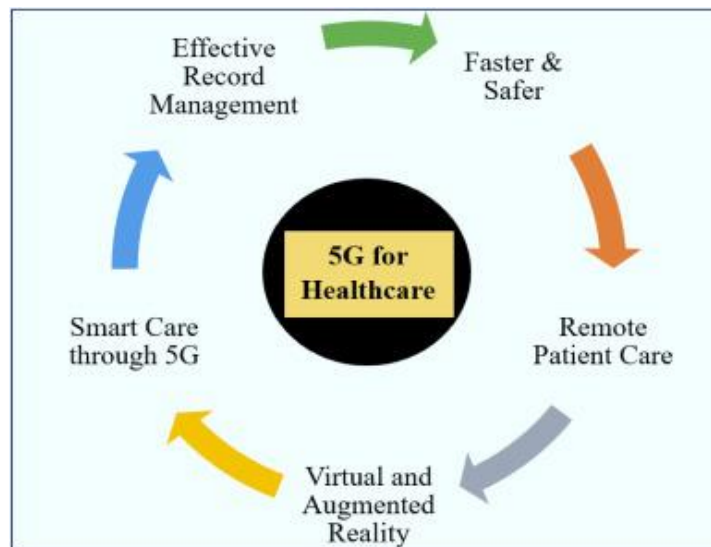 Effective
Record
Management
Faster &
Safer
5G for
Healthcare
Smart Care
through 5G
Remote
Patient Care
Virtual and
Augmented
Reality